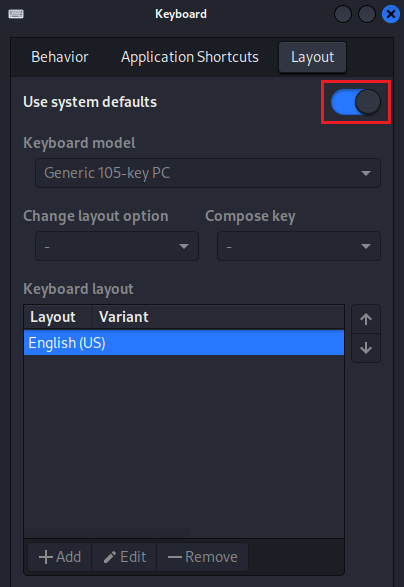 Keyboard
Behavior Application Shortcuts Layout
Use system defaults
Keyboard model
Generic 105-key PC
Change layout option Compose key
- -
Keyboard layout
Layout Variant
English (US)
Add Edit Remove